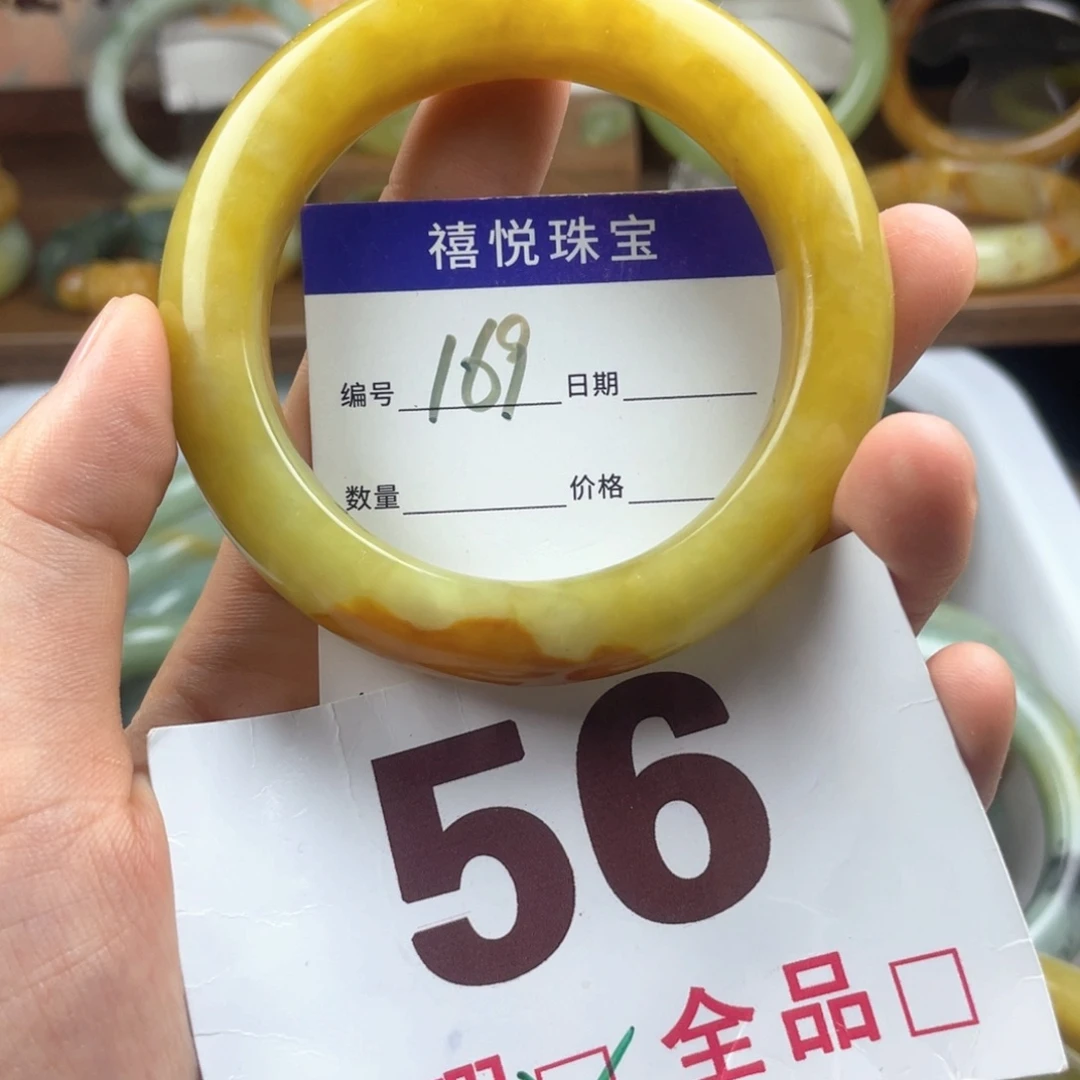 禧悦珠宝
编号 169 日期
数量 价格
56
全品